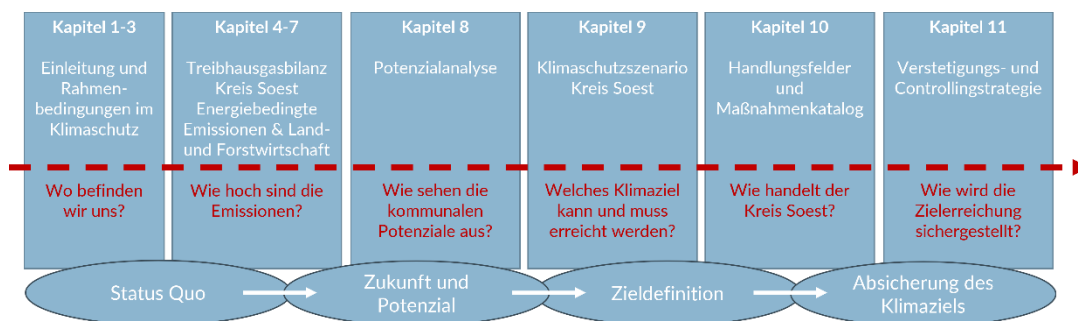 Kapitel 1-3
Einleitung und
Rahmen-
bedingungen im
Klimaschutz
Wo befinden
wir uns?
Kapitel 4-7
Treibhausgasbilanz
Kreis Soest
Energiebedingte
Emissionen & Land-
und Forstwirtschaft
Wie hoch sind die
Emissionen?
Kapitel 8
Potenzialanalyse
Wie sehen die
kommunalen
Potenziale aus?
Kapitel 9
Klimaschutzszenario
Kreis Soest
Welches Klimaziel
kann und muss
erreicht werden?
Kapitel 10
Handlungsfelder
und
Maßnahmenkatalog
Wie handelt der
Kreis Soest?
Kapitel 11
Verstetigungs- und
Controllingstrategie
Wie wird die
Zielerreichung
sichergestellt?
Status Quo
Zukunft und
Potenzial
Zieldefinition
Absicherung des
Klimaziels